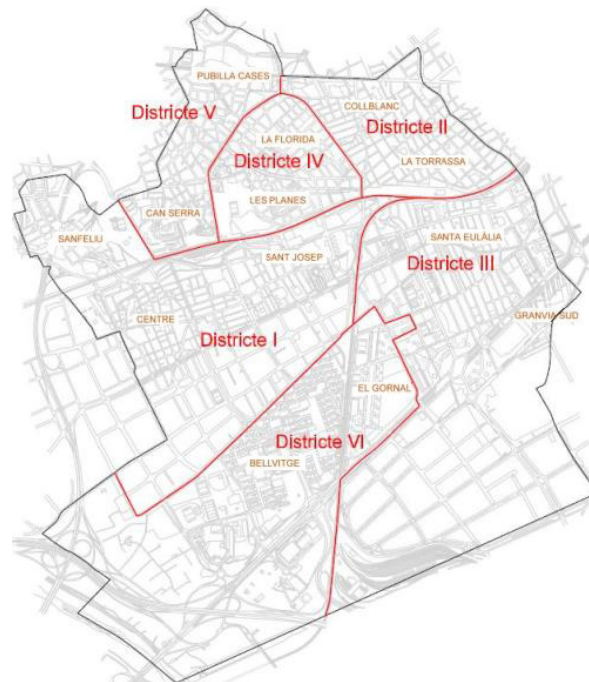 PUBILLA CASES
COLLBLANC
Districte V
Districte II
LA FLORIDA
Districte IV
LA TORRASSA
LES PLANES
CAN SERRA
SANFELIU
SANTA EULÀLIA
SANT JOSEP
Districte III
CENTRE
GRANVIA SUD
Districte I
EL GORNAL
Districte VI
BELLVITGE